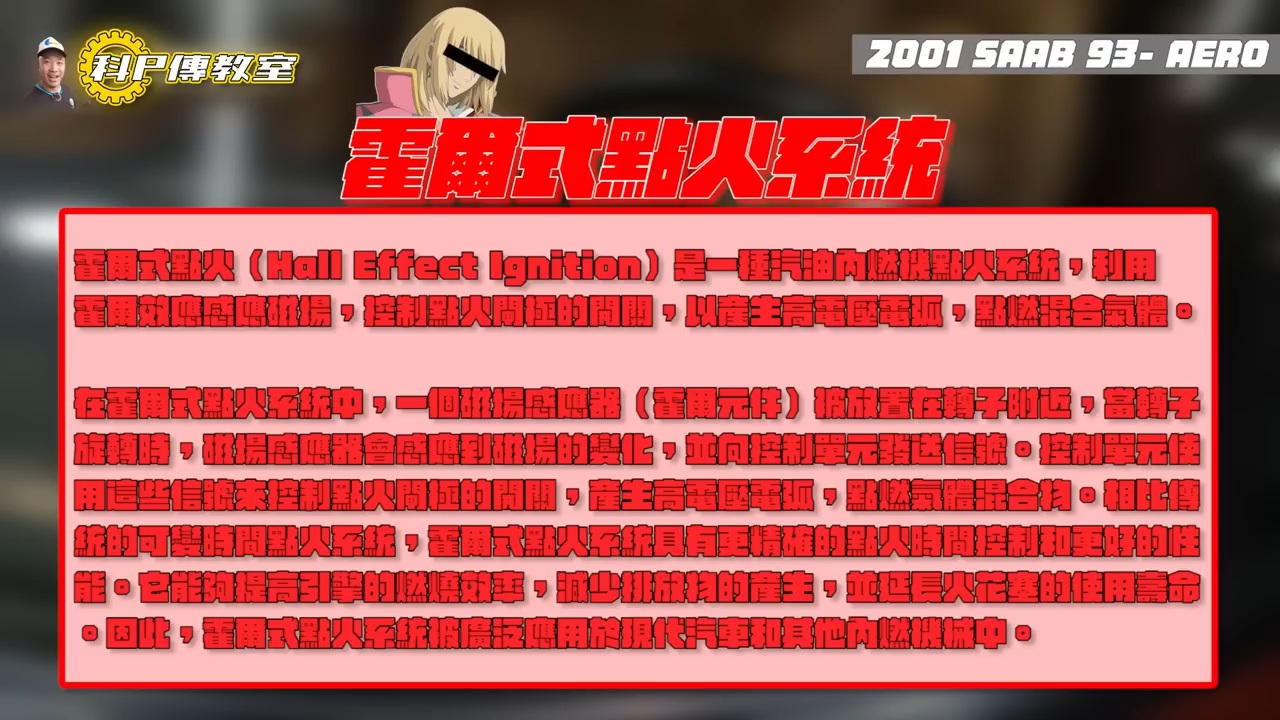 科尸傳教室
2001 SAAB 93- AERO
霍爾式點火系統
霍爾式點火（Hall Effect Ignition）是一種汽油內燃機點火系統，利用
霍爾效應感應磁場，控制點火閘極的開關，以產生高電壓電弧，點燃混合氣體。
在霍爾式點火系統中，一個磁場感應器（霍爾元件）被放置在轉子附近，當轉子
旋轉時，磁場感應器會感應到磁場的變化，並向控制單元發送信號。控制單元使
用這些信號來控制點火閘極的開關，產生高電壓電弧，點燃氣體混合物。相比傳
統的可變時間點火系統，霍爾式點火系統具有更精確的點火時間控制和更好的性
能。它能夠提高引擎的燃燒效率，減少排放物的產生，並延長火花塞的使用壽命
。因此，霍爾式點火系統被廣泛應用於現代汽車和其他內燃機械中。